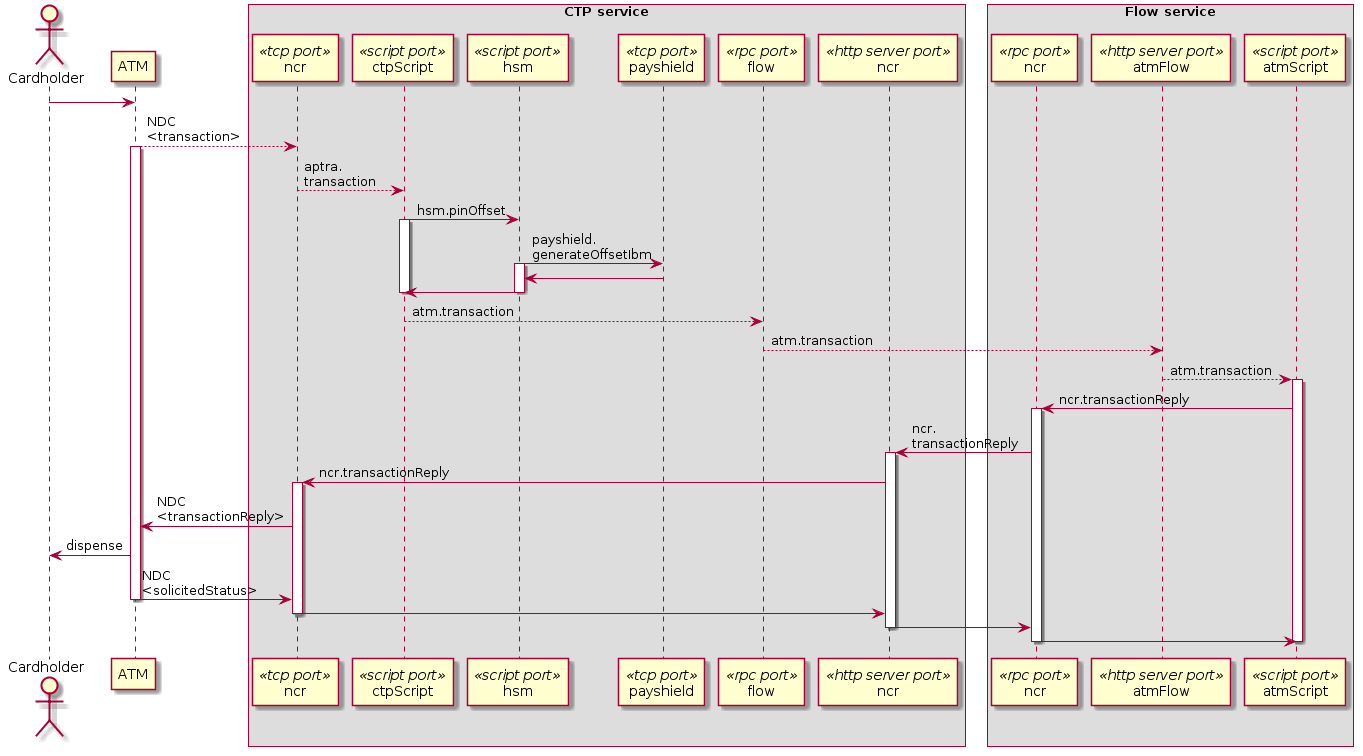 CTP service
Flow service
Cardholder
ATM
«tcp port»
ncr
«script port»
ctpScript
«script port»
hsm
«tcp port»
payshield
«rpc port»
flow
«http server port»
ncr
«rpc port»
ncr
«http server port»
atmFlow
«script port»
atmScript
NDC
<transaction>
aptra.
transaction
hsm.pinOffset
payshield.
generateOffsetIbm
atm.transaction
atm.transaction
atm.transaction
ncr.transactionReply
ncr.
transactionReply
ncr.transactionReply
NDC
<transactionReply>
dispense
NDC
<solicitedStatus>
Cardholder
ATM
«tcp port»
ncr
«script port»
ctpScript
«script port»
hsm
«tcp port»
payshield
«rpc port»
flow
«http server port»
ncr
«rpc port»
ncr
«http server port»
atmFlow
«script port»
atmScript